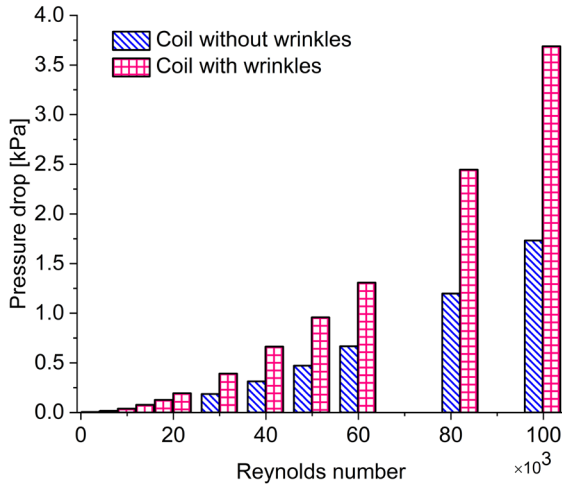 4.0
3.5
3.0
2.5
2.0
1.5
1.0
0.5
0.0
Pressure drop [kPa]
Coil without wrinkles
Coil with wrinkles
0 20 40 60 80 100
Reynolds number ×10³